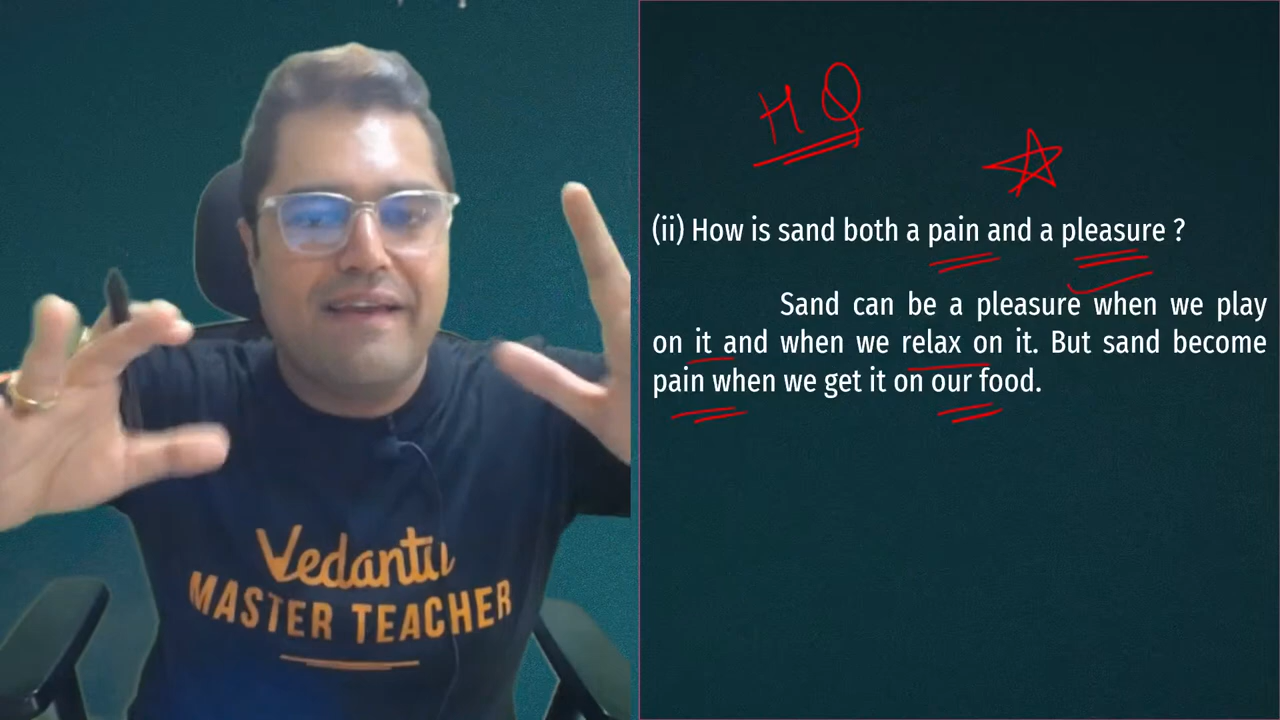 HQ
(ii) How is sand both a pain and a pleasure ?
Sand can be a pleasure when we play
on it and when we relax on it. But sand become
pain when we get it on our food.
Vedantu
MASTER TEACHER